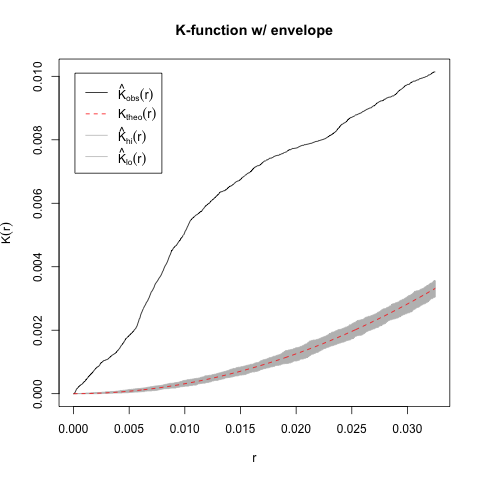 K-function w/ envelope
K̂obs(r)
Ktheo(r)
K̂hi(r)
K̂lo(r)
K(r)
0.010
0.008
0.006
0.004
0.002
0.000
0.000 0.005 0.010 0.015 0.020 0.025 0.030
r